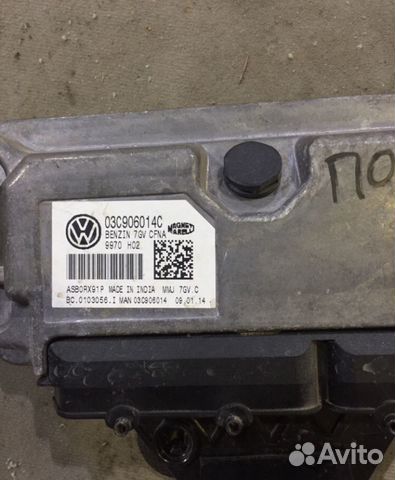 03C906014C
BENZIN 7GV CFNA
9970 H02
MAGNETI MARELLI
ASB0RX91P MADE IN INDIA MMJ 7GV.C
BC.0103056.I MAN 03C906014 09.01.14
ПО
Avito